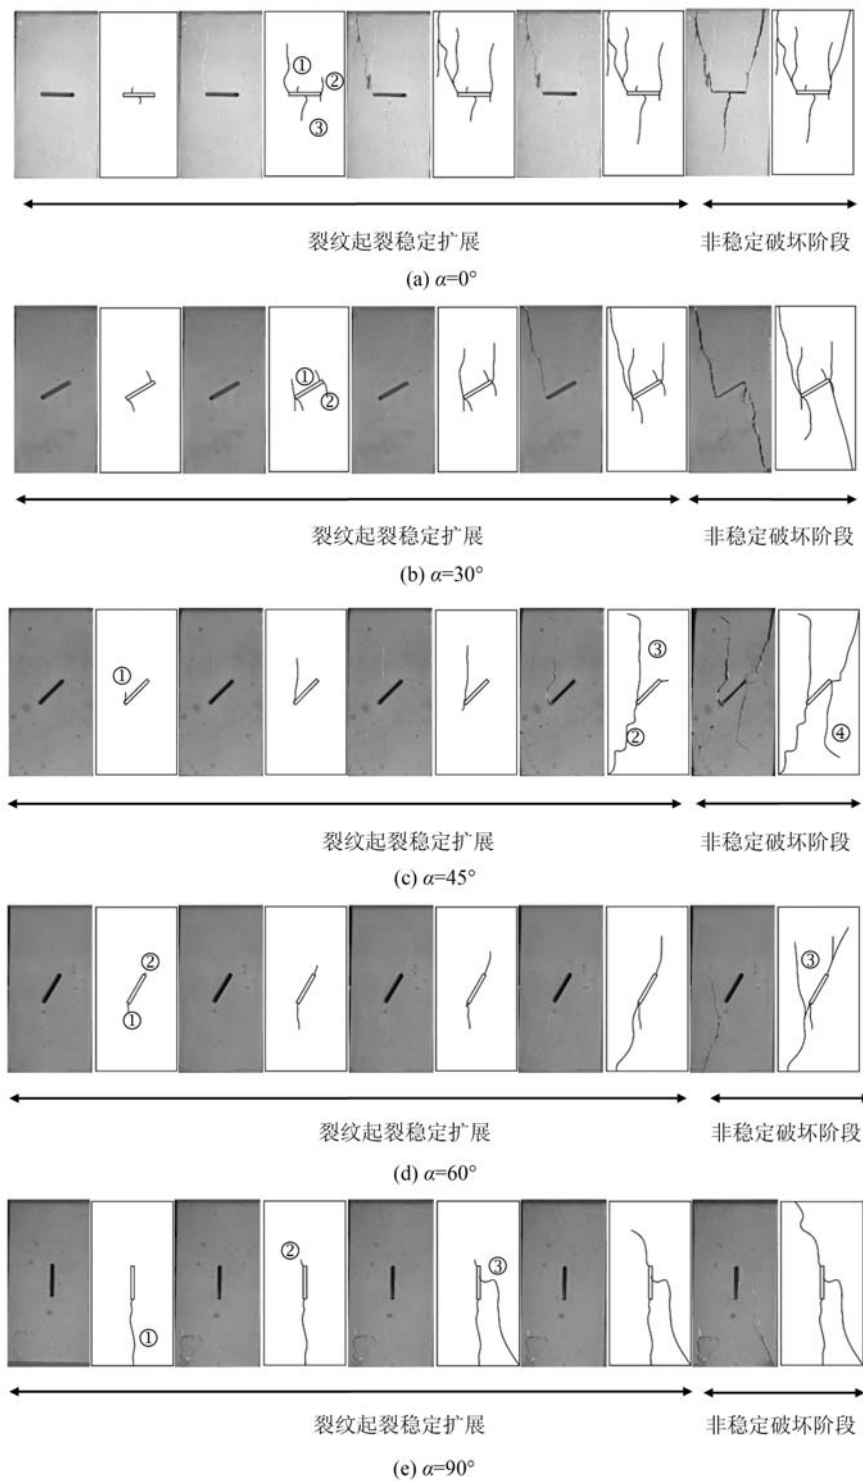 ① ② ③
裂纹起裂稳定扩展 非稳定破坏阶段
(a) α=0°
① ②
裂纹起裂稳定扩展 非稳定破坏阶段
(b) α=30°
① ② ③ ④
裂纹起裂稳定扩展 非稳定破坏阶段
(c) α=45°
② ① ③
裂纹起裂稳定扩展 非稳定破坏阶段
(d) α=60°
① ② ③
裂纹起裂稳定扩展 非稳定破坏阶段
(e) α=90°